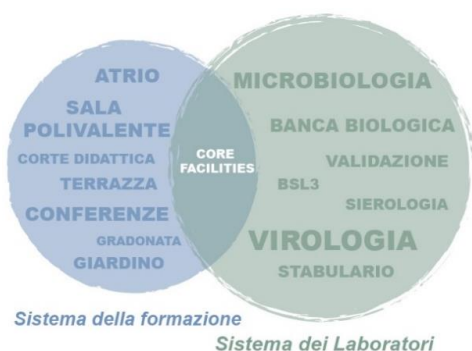 ATRIO
SALA
POLIVALENTE
CORTE DIDATTICA
TERRAZZA
CONFERENZE
GRADONATA
GIARDINO
CORE
FACILITIES
MICROBIOLOGIA
BANCA BIOLOGICA
VALIDAZIONE
BSL3
SIEROLOGIA
VIROLOGIA
STABULARIO
Sistema della formazione
Sistema dei Laboratori